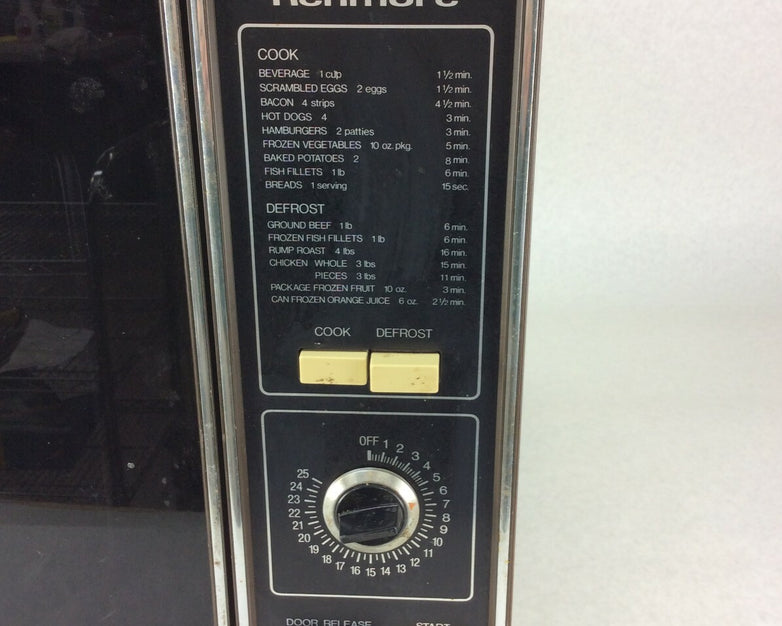 Kenmore
COOK
BEVERAGE 1 cup 1 1/2 min.
SCRAMBLED EGGS 2 eggs 1 1/2 min.
BACON 4 strips 4 1/2 min.
HOT DOGS 4 3 min.
HAMBURGERS 2 patties 3 min.
FROZEN VEGETABLES 10 oz. pkg. 5 min.
BAKED POTATOES 2 8 min.
FISH FILLETS 1 lb 6 min.
BREADS 1 serving 15 sec.
DEFROST
GROUND BEEF 1 lb 6 min.
FROZEN FISH FILLETS 1 lb 6 min.
RUMP ROAST 4 lbs 16 min.
CHICKEN WHOLE 3 lbs 15 min.
PIECES 3 lbs 11 min.
PACKAGE FROZEN FRUIT 10 oz. 3 min.
CAN FROZEN ORANGE JUICE 6 oz. 2 1/2 min.
COOK DEFROST
OFF 1 2 3 4 5 6 7 8 9 10 11 12 13 14 15 16 17 18 19 20 21 22 23 24 25
DOOR RELEASE START